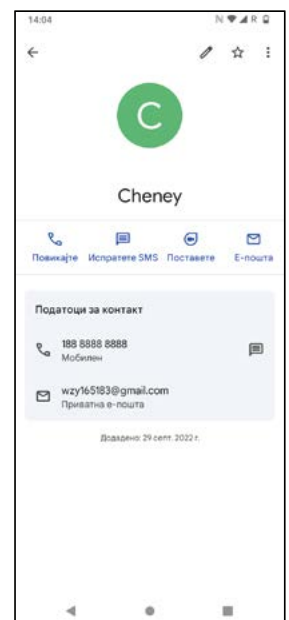 14:04
R
C
Cheney
Повикајте Испратете SMS Поставете Е-пошта
Податоци за контакт
188 8888 8888
Мобилен
wzy165183@gmail.com
Приватна е-пошта
Додадено: 29 септ. 2022 г.